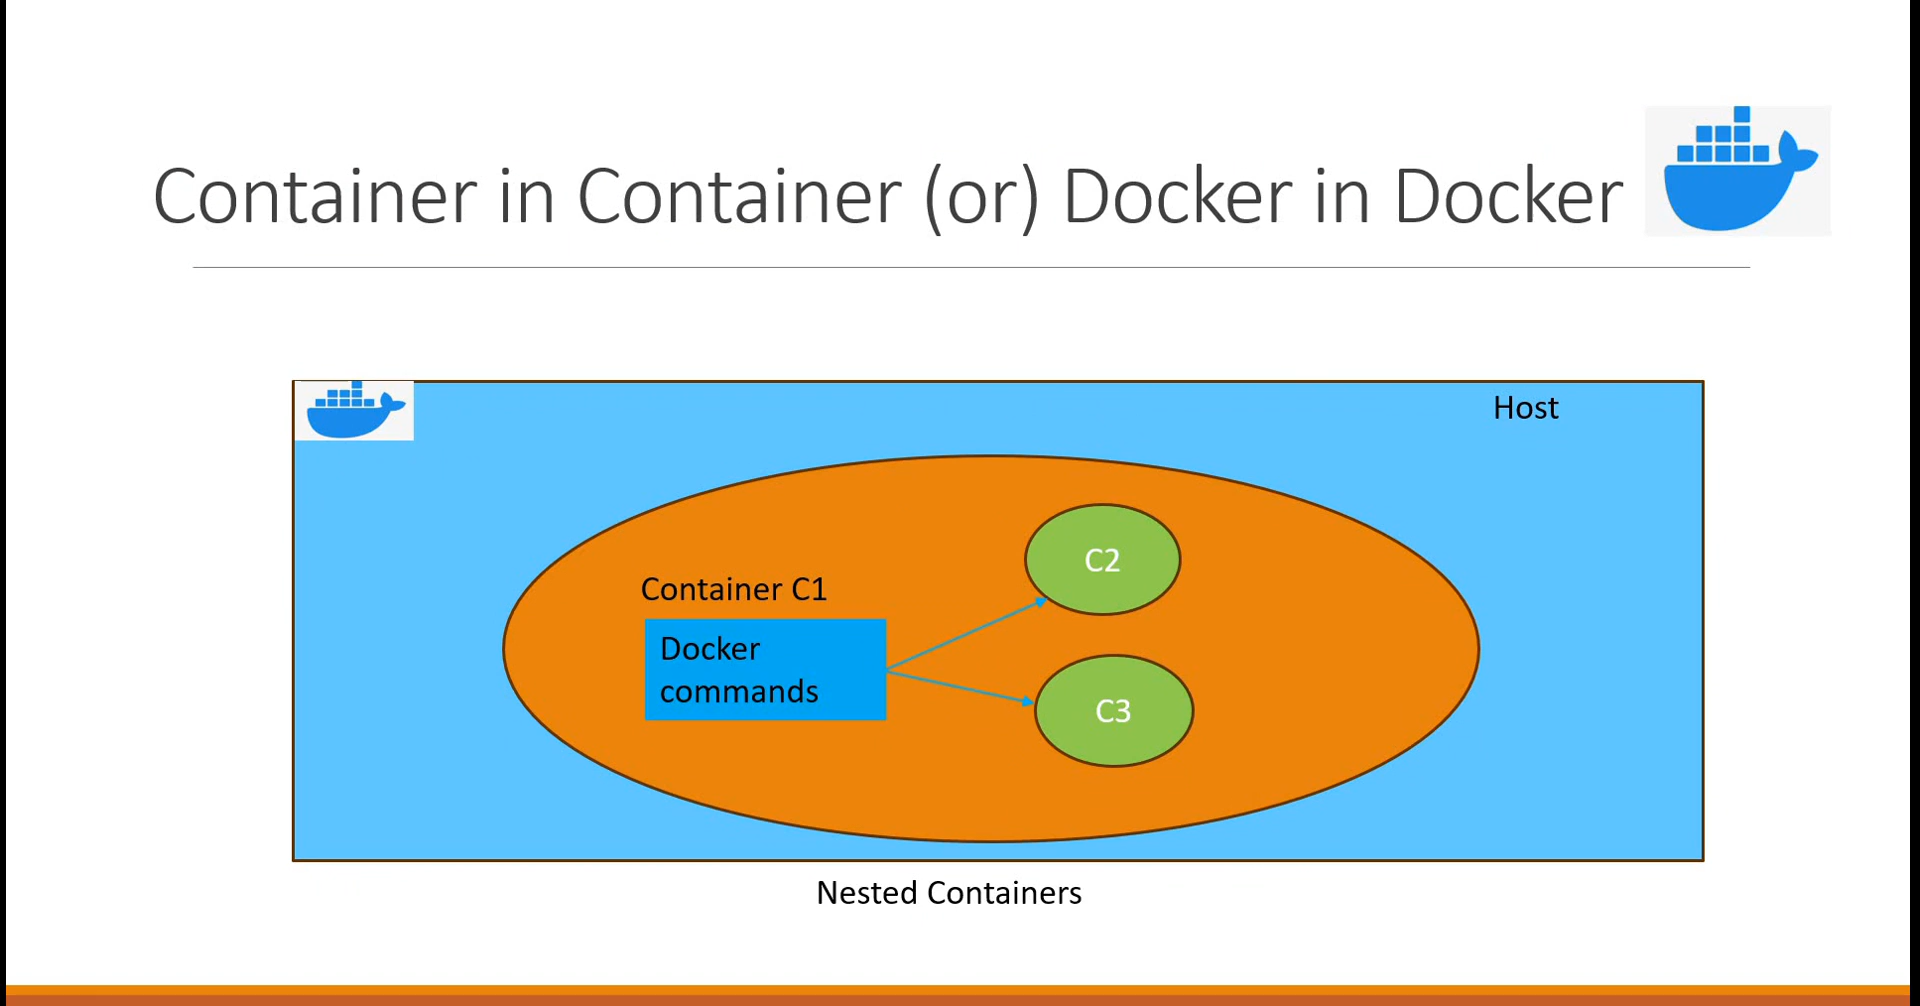 Container in Container (or) Docker in Docker
Host
Container C1
Docker
commands
C2
C3
Nested Containers